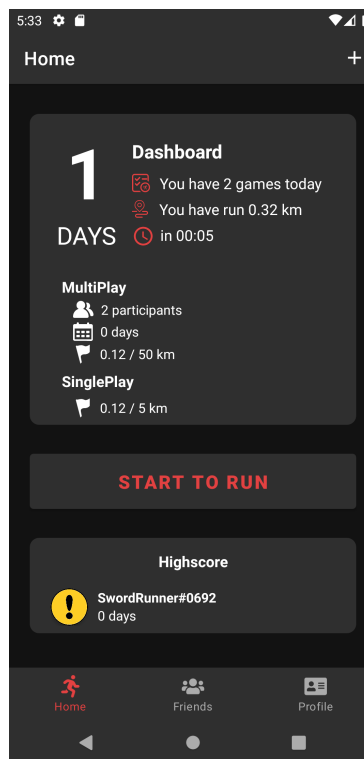 5:33
Home
+
1
DAYS
Dashboard
You have 2 games today
You have run 0.32 km
in 00:05
MultiPlay
2 participants
0 days
0.12 / 50 km
SinglePlay
0.12 / 5 km
START TO RUN
Highscore
SwordRunner#0692
0 days
Home
Friends
Profile